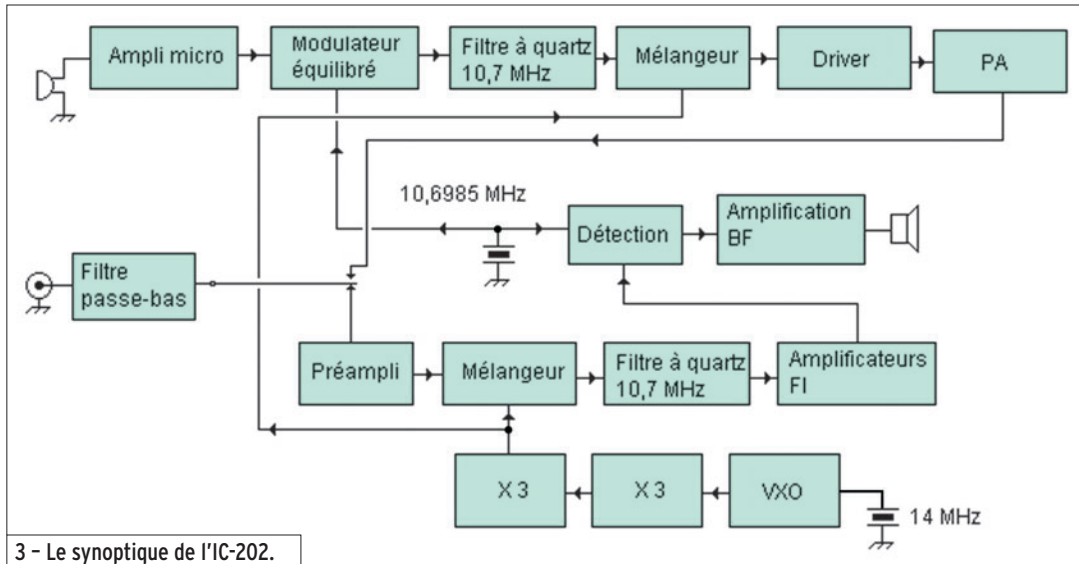 Ampli micro
Modulateur
équilibré
Filtre à quartz
10,7 MHz
Mélangeur
Driver
PA
10,6985 MHz
Détection
Amplification
BF
Filtre
passe-bas
Préampli
Mélangeur
Filtre à quartz
10,7 MHz
Amplificateurs
FI
X 3
X 3
VXO
14 MHz
3 – Le synoptique de l'IC-202.